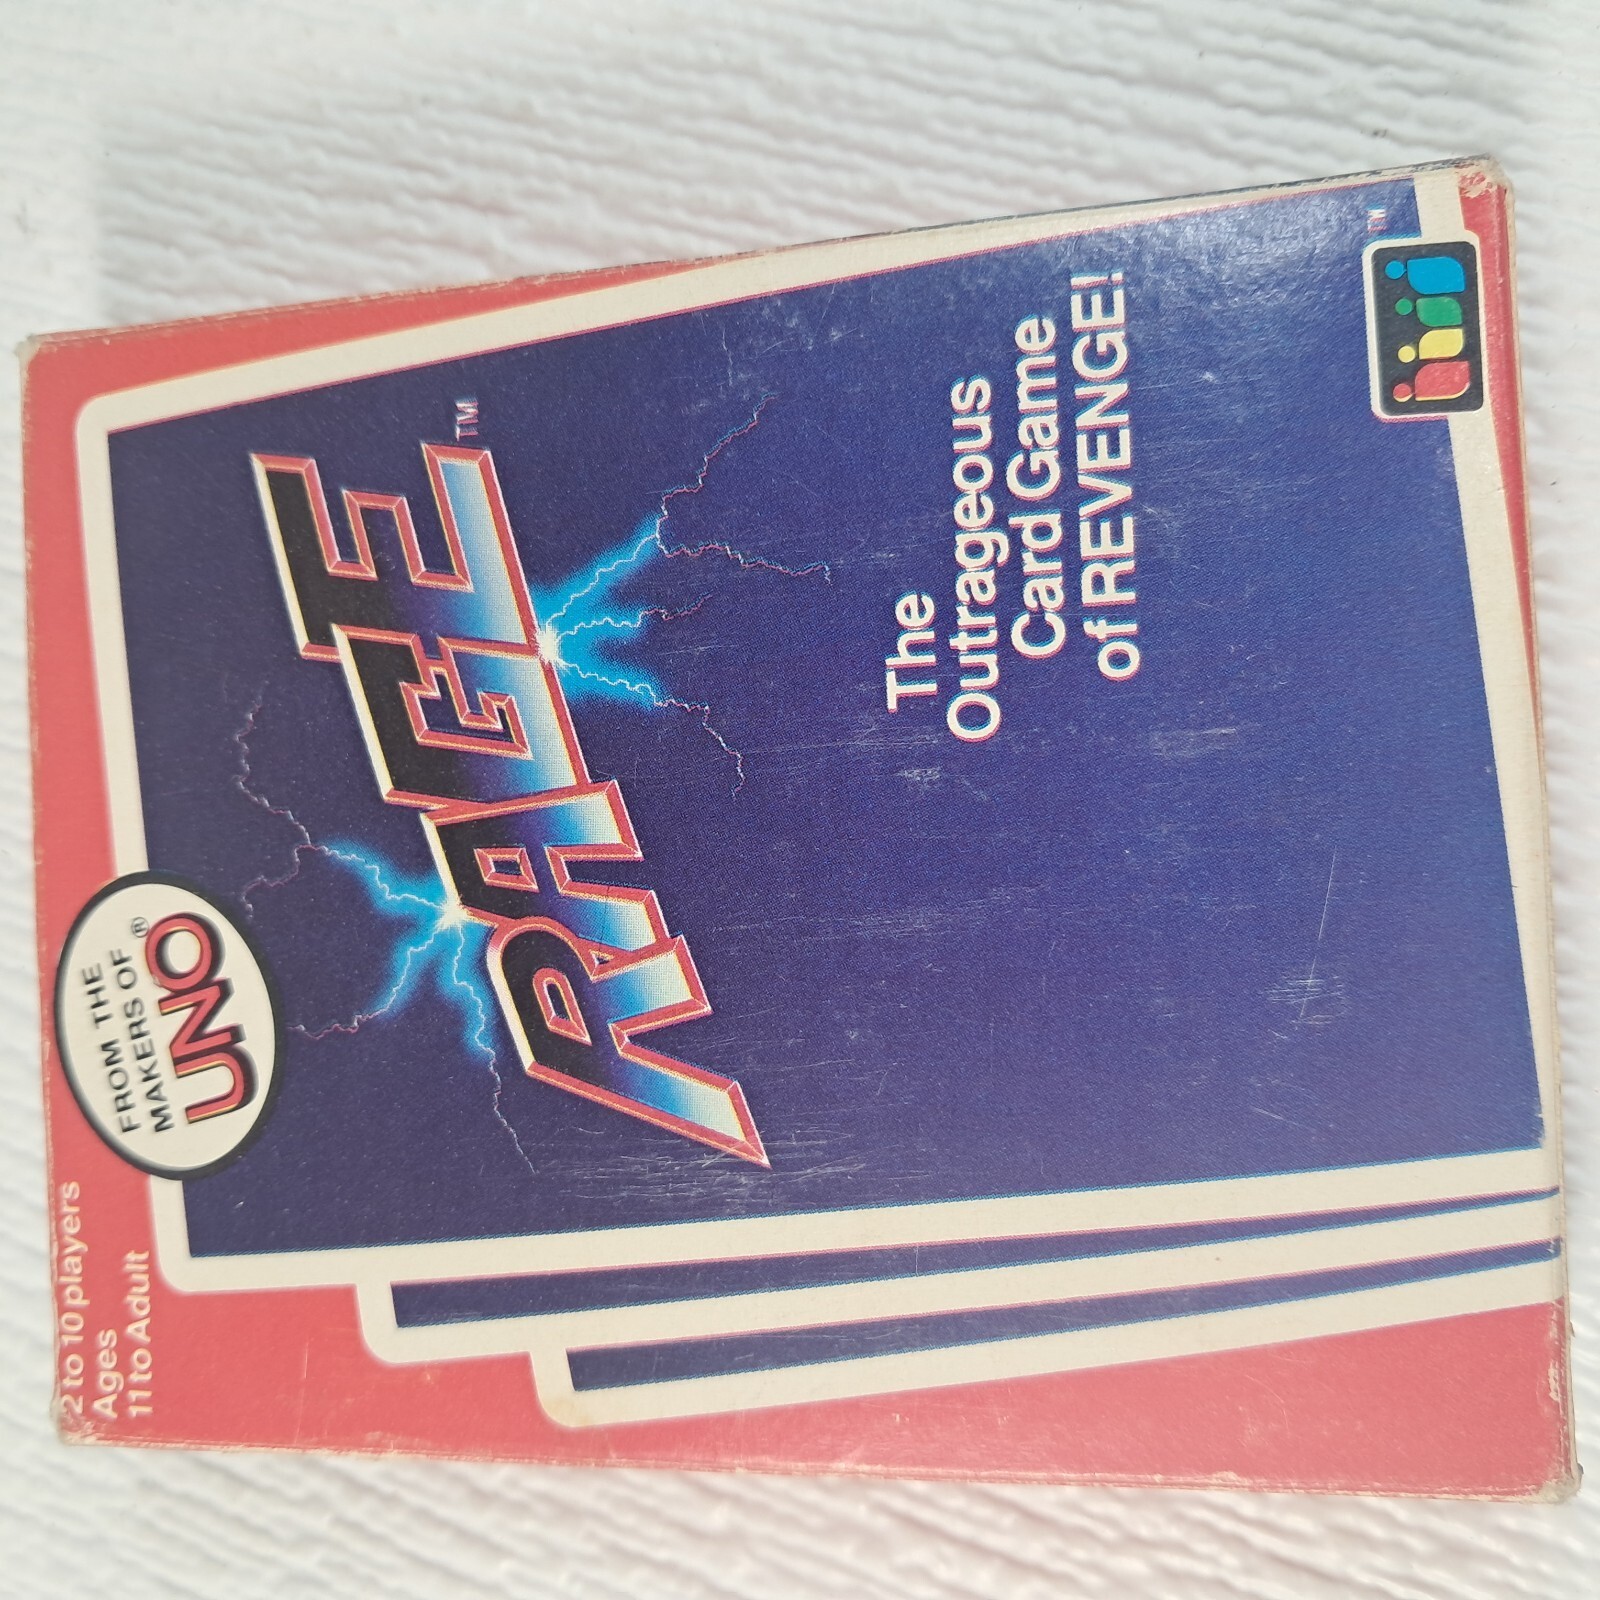 2 to 10 players
Ages
11 to Adult
FROM THE
MAKERS OF
UNO®
RAGE™
The
Outrageous
Card Game
of REVENGE!
TM